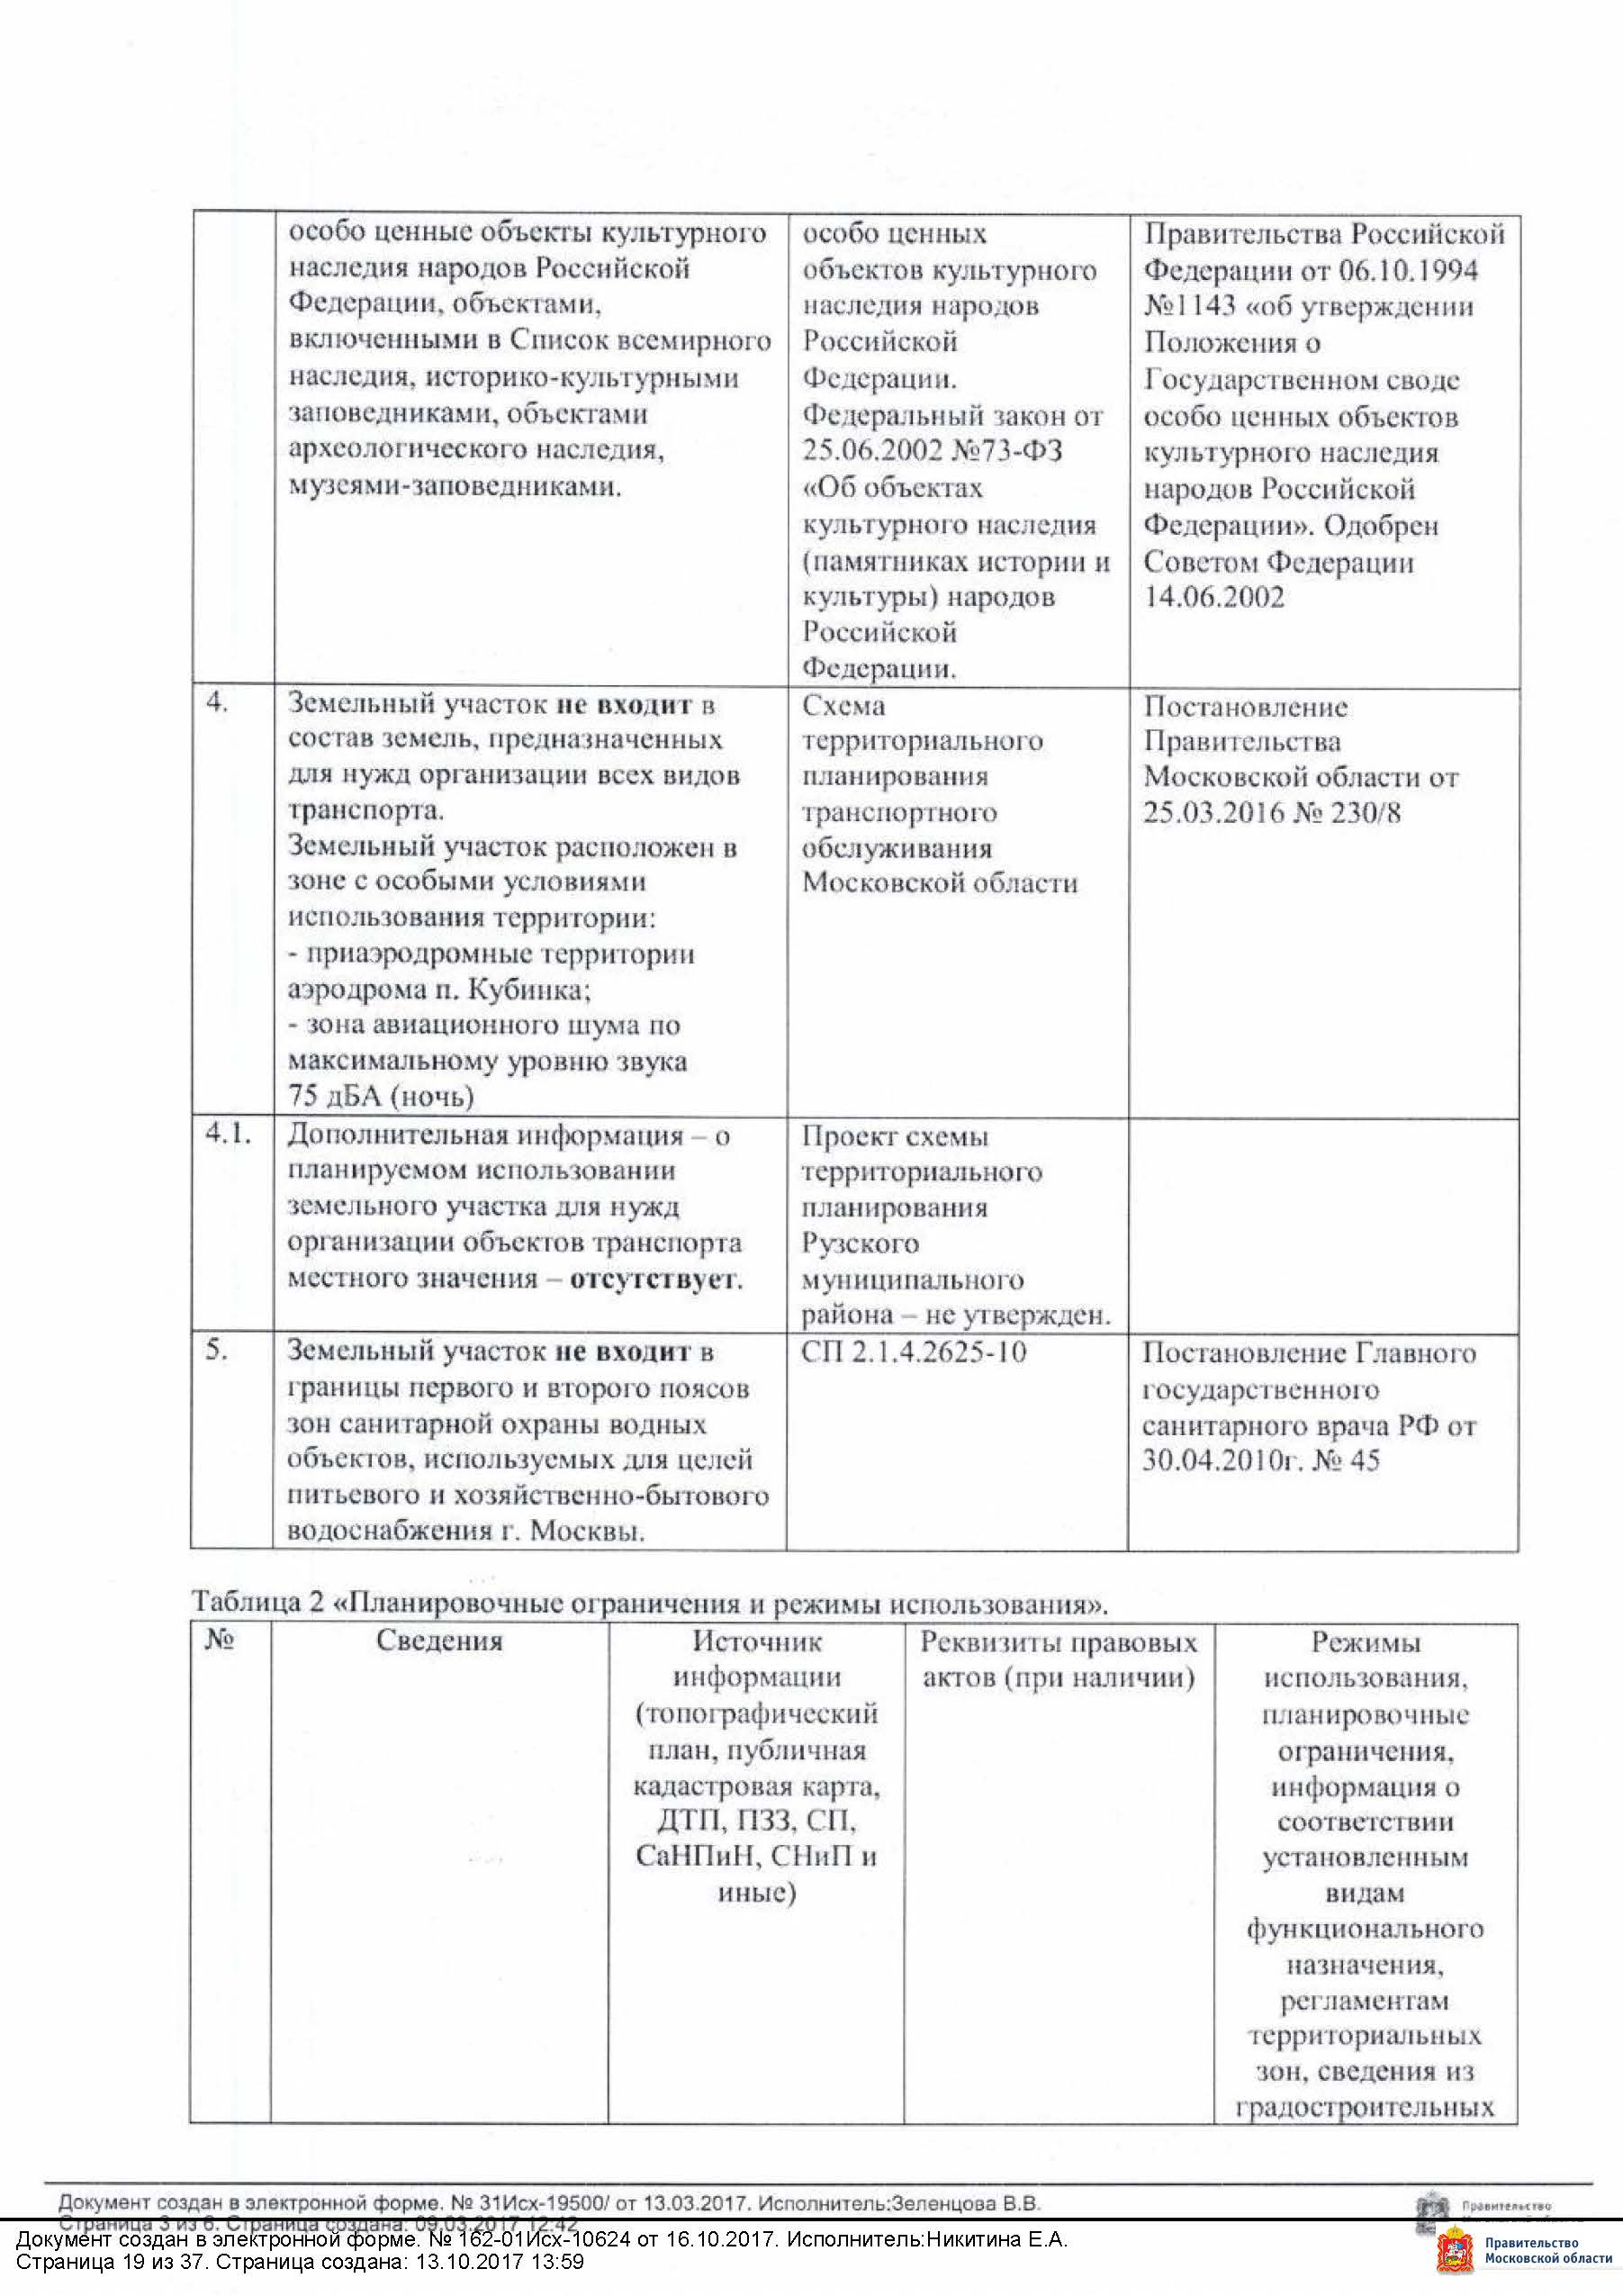 особо ценные объекты культурного
наследия народов Российской
Федерации, объектами,
включенными в Список всемирного
наследия, историко-культурными
заповедниками, объектами
археологического наследия,
музеями-заповедниками.
особо ценных
объектов культурного
наследия народов
Российской
Федерации.
Федеральный закон от
25.06.2002 №73-ФЗ
«Об объектах
культурного наследия
(памятниках истории и
культуры) народов
Российской
Федерации.
Правительства Российской
Федерации от 06.10.1994
№1143 «об утверждении
Положения о
Государственном своде
особо ценных объектов
культурного наследия
народов Российской
Федерации». Одобрен
Советом Федерации
14.06.2002
4.
Земельный участок не входит в
состав земель, предназначенных
для нужд организации всех видов
транспорта.
Земельный участок расположен в
зоне с особыми условиями
использования территории:
- приаэродромные территории
аэродрома п. Кубинка;
- зона авиационного шума по
максимальному уровню звука
75 дБА (ночь)
Схема
территориального
планирования
транспортного
обслуживания
Московской области
Постановление
Правительства
Московской области от
25.03.2016 № 230/8
4.1.
Дополнительная информация – о
планируемом использовании
земельного участка для нужд
организации объектов транспорта
местного значения – отсутствует.
Проект схемы
территориального
планирования
Рузского
муниципального
района – не утвержден.
5.
Земельный участок не входит в
границы первого и второго поясов
зон санитарной охраны водных
объектов, используемых для целей
питьевого и хозяйственно-бытового
водоснабжения г. Москвы.
СП 2.1.4.2625-10
Постановление Главного
государственного
санитарного врача РФ от
30.04.2010г. № 45
Таблица 2 «Планировочные ограничения и режимы использования».
№
Сведения
Источник
информации
(топографический
план, публичная
кадастровая карта,
ДТП, ПЗЗ, СП,
СаНПиН, СНиП и
иные)
Реквизиты правовых
актов (при наличии)
Режимы
использования,
планировочные
ограничения,
информация о
соответствии
установленным
видам
функционального
назначения,
регламентам
территориальных
зон, сведения из
градостроительных
Документ создан в электронной форме. № 31Исх-19500/ от 13.03.2017. Исполнитель:Зеленцова В.В.
Страница 3 из 6. Страница создана: 09.03.2017 12:42
Правительство
Документ создан в электронной форме. № 162-01Исх-10624 от 16.10.2017. Исполнитель:Никитина Е.А.
Страница 19 из 37. Страница создана: 13.10.2017 13:59
Правительство
Московской области